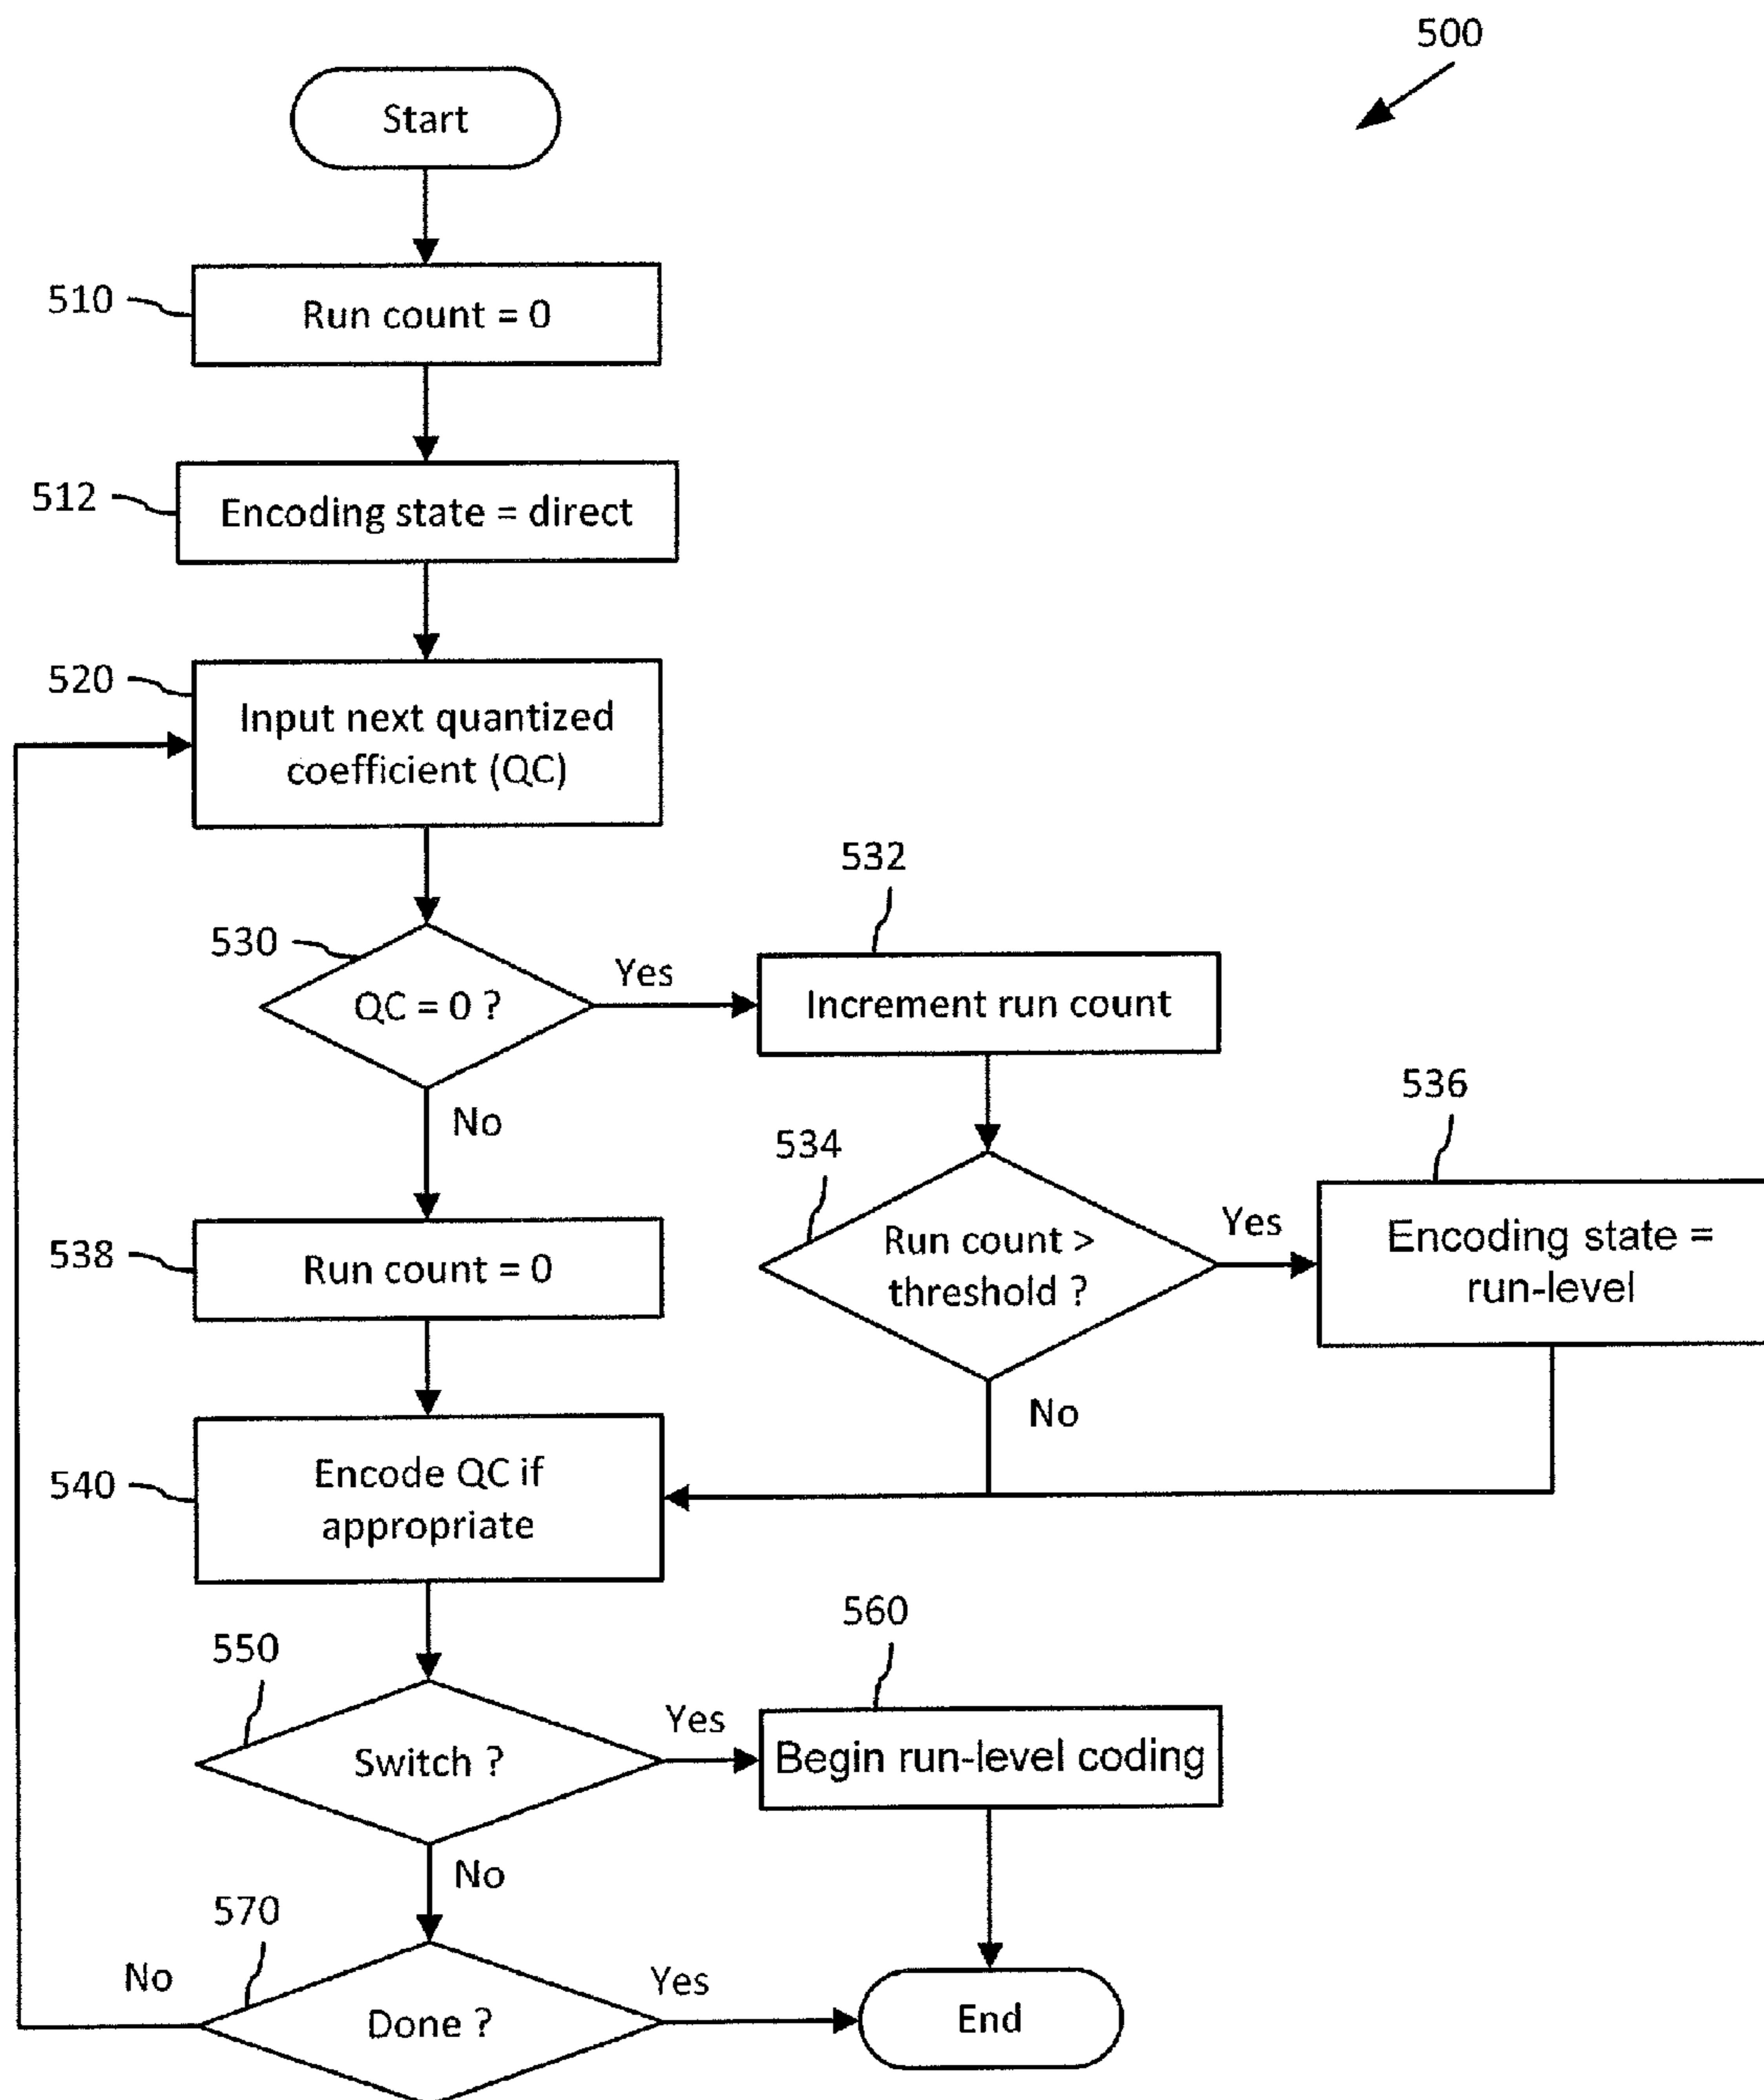 500
Start
510
Run count = 0
512
Encoding state = direct
520
Input next quantized
coefficient (QC)
530
QC = 0 ?
Yes
No
532
Increment run count
534
Run count >
threshold ?
Yes
No
536
Encoding state =
run-level
538
Run count = 0
540
Encode QC if
appropriate
550
Switch ?
Yes
No
560
Begin run-level coding
570
Done ?
No
Yes
End